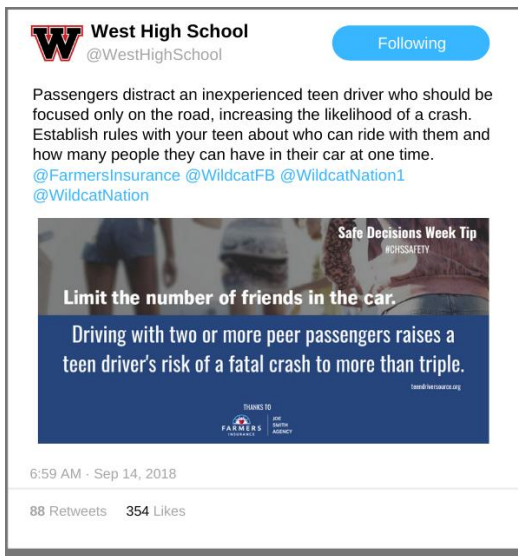 West High School
@WestHighSchool
Following
Passengers distract an inexperienced teen driver who should be
focused only on the road, increasing the likelihood of a crash.
Establish rules with your teen about who can ride with them and
how many people they can have in their car at one time.
@FarmersInsurance @WildcatFB @WildcatNation1
@WildcatNation
Safe Decisions Week Tip
#CHSSAFETY
Limit the number of friends in the car.
Driving with two or more peer passengers raises a
teen driver's risk of a fatal crash to more than triple.
teendriversource.org
THANKS TO
FARMERS
INSURANCE
JOE
SMITH
AGENCY
6:59 AM · Sep 14, 2018
88 Retweets 354 Likes